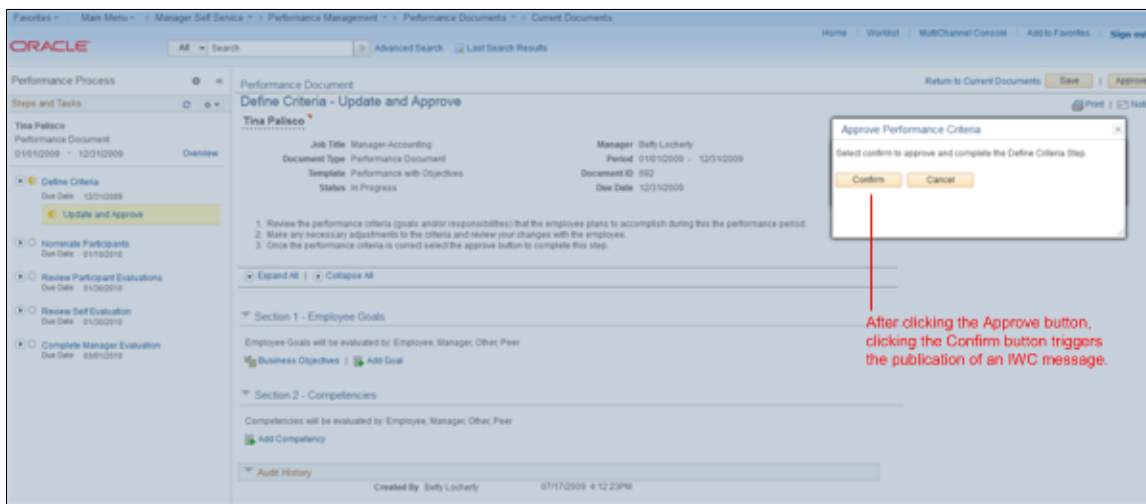 Favorites Main Menu > Manager Self Service > Performance Management > Performance Documents > Current Documents
Home Worklist MultiChannel Console Add to Favorites Sign out
ORACLE
All Search Advanced Search Last Search Results
Performance Process
Steps and Tasks
Tina Palisco
Performance Document
01/01/2009 - 12/31/2009 Overview
Define Criteria
Due Date 12/31/2009
Update and Approve
Nominate Participants
Due Date 01/10/2010
Review Participant Evaluations
Due Date 01/30/2010
Review Self Evaluation
Due Date 01/30/2010
Complete Manager Evaluation
Due Date 03/01/2010
Performance Document
Return to Current Documents Save | Approve
Define Criteria - Update and Approve
Print |
Tina Palisco
Job Title Manager-Accounting Manager Betty Locherty
Document Type Performance Document Period 01/01/2009 - 12/31/2009
Template Performance with Objectives Document ID 692
Status In Progress Due Date 12/31/2009
1. Review the performance criteria (goals and/or responsibilities) that the employee plans to accomplish during this the performance period.
2. Make any necessary adjustments to the criteria and review your changes with the employee.
3. Once the performance criteria is correct select the approve button to complete this step.
Expand All | Collapse All
Section 1 - Employee Goals
Employee Goals will be evaluated by: Employee, Manager, Other, Peer
Business Objectives | Add Goal
Section 2 - Competencies
Competencies will be evaluated by: Employee, Manager, Other, Peer
Add Competency
Audit History
Created By Betty Locherty 07/17/2009 4:12:23PM
Approve Performance Criteria
Select confirm to approve and complete the Define Criteria Step.
Confirm Cancel
After clicking the Approve button,
clicking the Confirm button triggers
the publication of an IWC message.